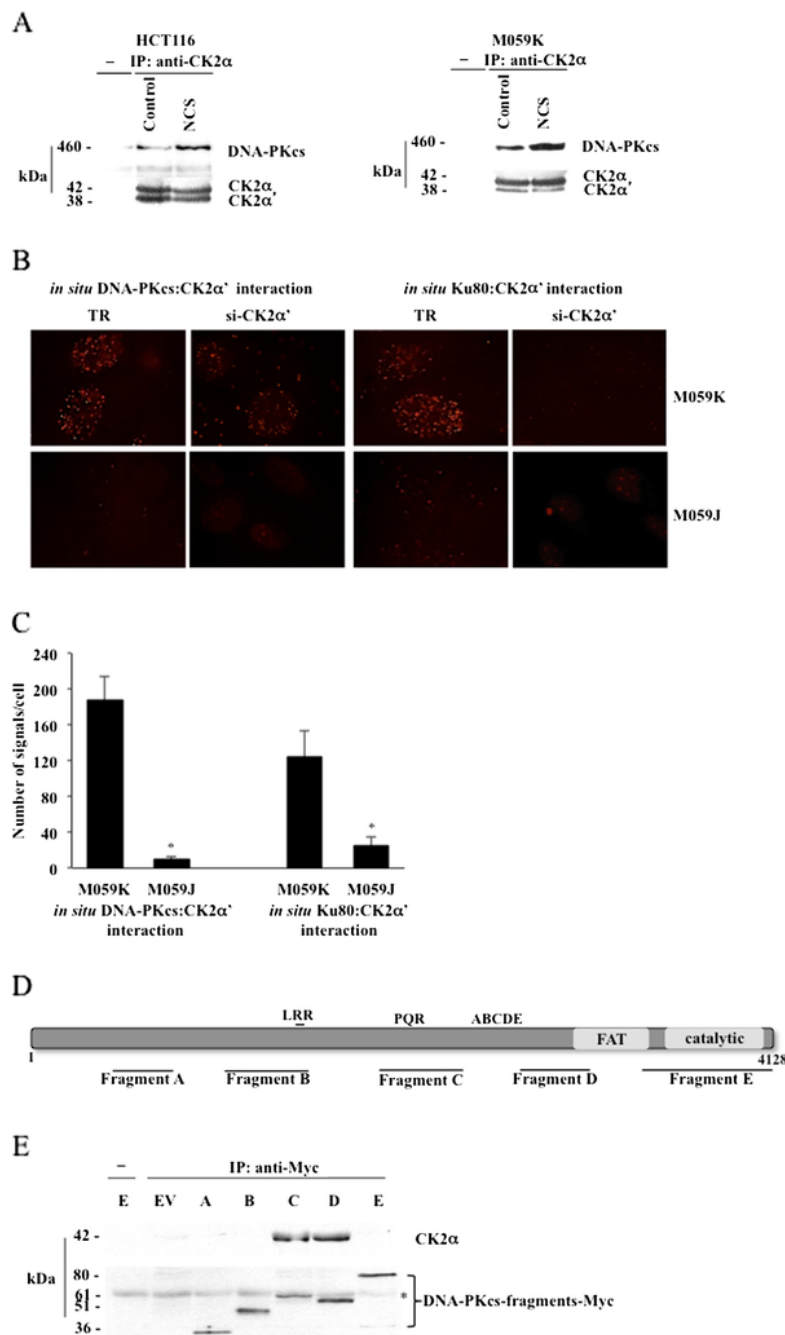 A
HCT116
– IP: anti-CK2α
Control
NCS
460 -
kDa
42 -
38 -
DNA-PKcs
CK2α
CK2α'
M059K
– IP: anti-CK2α
Control
NCS
460 -
kDa
42 -
38 -
DNA-PKcs
CK2α
CK2α'
B
in situ DNA-PKcs:CK2α' interaction
in situ Ku80:CK2α' interaction
TR si-CK2α' TR si-CK2α'
M059K
M059J
C
Number of signals/cell
240
200
160
120
80
40
0
* *
M059K M059J M059K M059J
in situ DNA-PKcs:CK2α' in situ Ku80:CK2α'
interaction interaction
D
LRR PQR ABCDE
FAT catalytic
1 4128
Fragment A Fragment B Fragment C Fragment D Fragment E
E
– IP: anti-Myc
E EV A B C D E
42 -
CK2α
kDa
80 -
61 -
51 -
36 -
*
DNA-PKcs-fragments-Myc